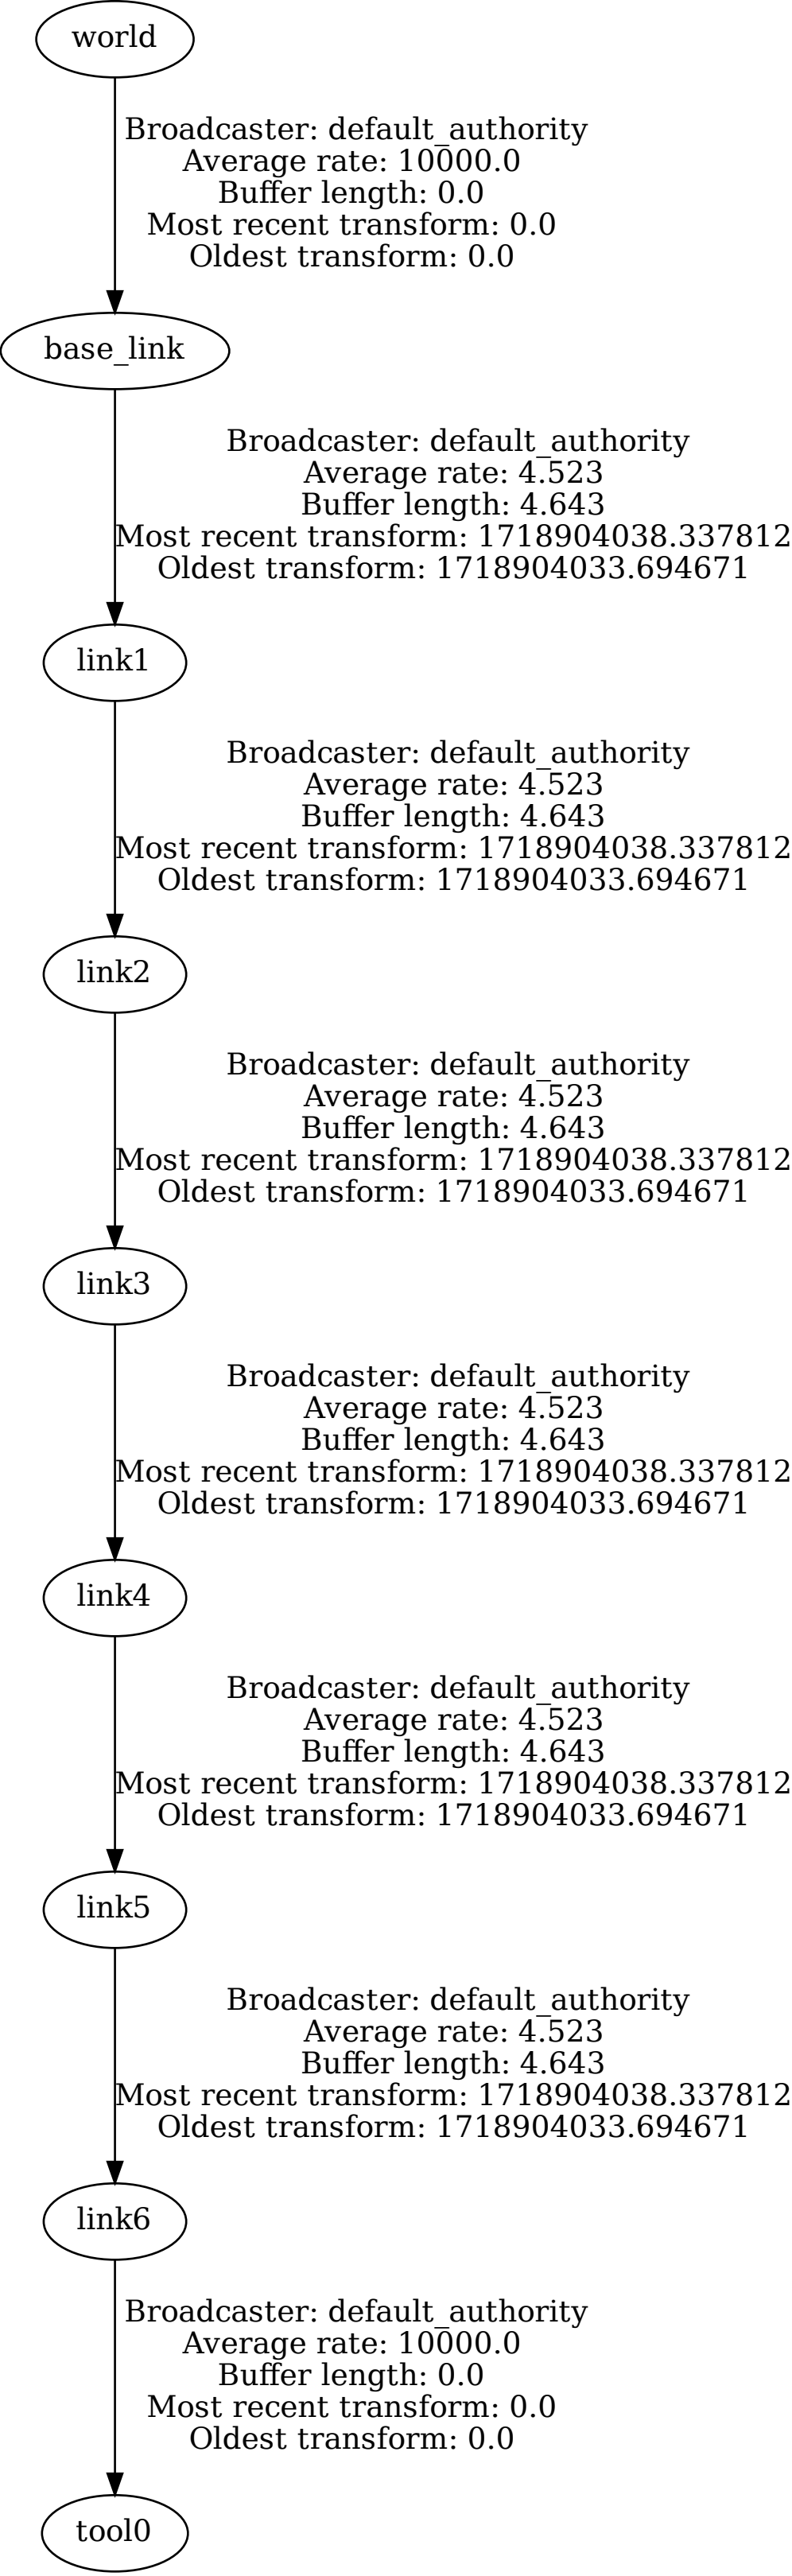 world
Broadcaster: default_authority
Average rate: 10000.0
Buffer length: 0.0
Most recent transform: 0.0
Oldest transform: 0.0
base_link
Broadcaster: default_authority
Average rate: 4.523
Buffer length: 4.643
Most recent transform: 1718904038.337812
Oldest transform: 1718904033.694671
link1
Broadcaster: default_authority
Average rate: 4.523
Buffer length: 4.643
Most recent transform: 1718904038.337812
Oldest transform: 1718904033.694671
link2
Broadcaster: default_authority
Average rate: 4.523
Buffer length: 4.643
Most recent transform: 1718904038.337812
Oldest transform: 1718904033.694671
link3
Broadcaster: default_authority
Average rate: 4.523
Buffer length: 4.643
Most recent transform: 1718904038.337812
Oldest transform: 1718904033.694671
link4
Broadcaster: default_authority
Average rate: 4.523
Buffer length: 4.643
Most recent transform: 1718904038.337812
Oldest transform: 1718904033.694671
link5
Broadcaster: default_authority
Average rate: 4.523
Buffer length: 4.643
Most recent transform: 1718904038.337812
Oldest transform: 1718904033.694671
link6
Broadcaster: default_authority
Average rate: 10000.0
Buffer length: 0.0
Most recent transform: 0.0
Oldest transform: 0.0
tool0